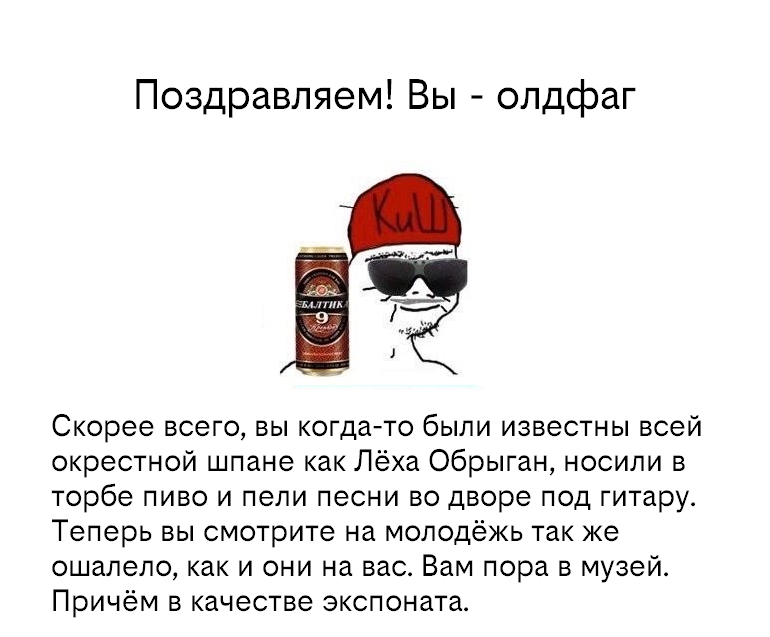 Поздравляем! Вы - олдфаг
КиШ
БАЛТИКА
9
Скорее всего, вы когда-то были известны всей
окрестной шпане как Лёха Обрыган, носили в
торбе пиво и пели песни во дворе под гитару.
Теперь вы смотрите на молодёжь так же
ошалело, как и они на вас. Вам пора в музей.
Причём в качестве экспоната.